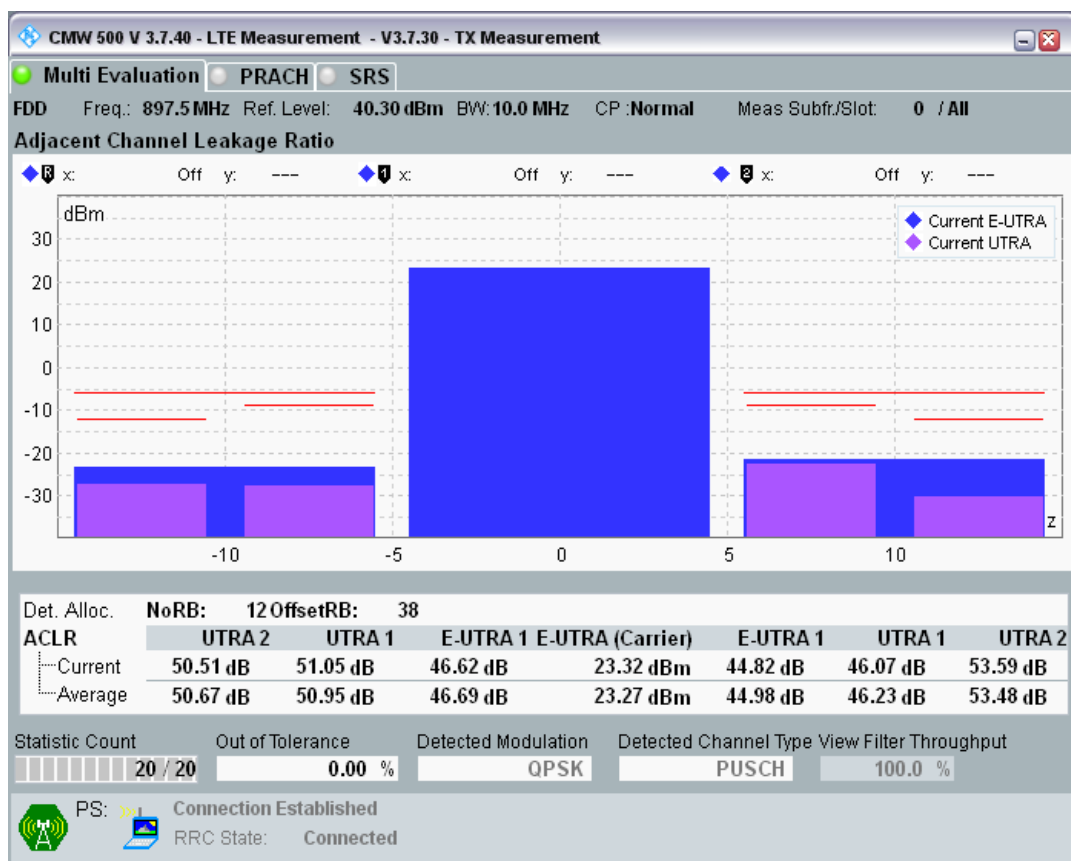 CMW 500 V 3.7.40 - LTE Measurement - V3.7.30 - TX Measurement
Multi Evaluation PRACH SRS
FDD Freq.: 897.5 MHz Ref. Level: 40.30 dBm BW: 10.0 MHz CP :Normal Meas Subfr./Slot: 0 / All
Adjacent Channel Leakage Ratio
R x: Off y: --- 1 x: Off y: --- 2 x: Off y: ---
dBm
Current E-UTRA
Current UTRA
30
20
10
0
-10
-20
-30
z
-10 -5 0 5 10
Det. Alloc. NoRB: 12 OffsetRB: 38
ACLR UTRA 2 UTRA 1 E-UTRA 1 E-UTRA (Carrier) E-UTRA 1 UTRA 1 UTRA 2
Current 50.51 dB 51.05 dB 46.62 dB 23.32 dBm 44.82 dB 46.07 dB 53.59 dB
Average 50.67 dB 50.95 dB 46.69 dB 23.27 dBm 44.98 dB 46.23 dB 53.48 dB
Statistic Count Out of Tolerance Detected Modulation Detected Channel Type View Filter Throughput
20 / 20 0.00 % QPSK PUSCH 100.0 %
PS: Connection Established
RRC State: Connected